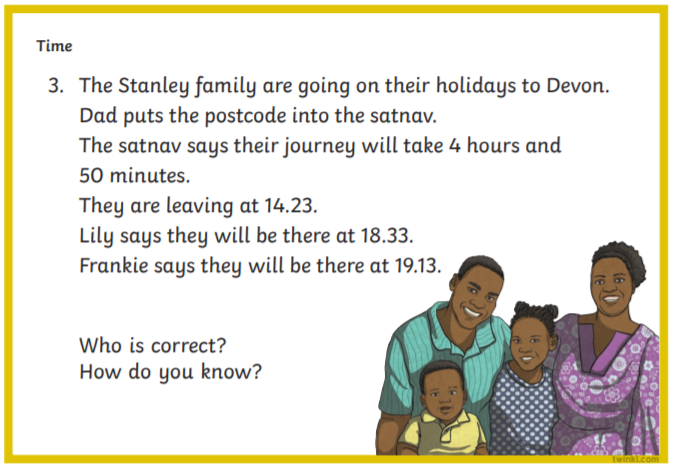 Time
3. The Stanley family are going on their holidays to Devon.
Dad puts the postcode into the satnav.
The satnav says their journey will take 4 hours and
50 minutes.
They are leaving at 14.23.
Lily says they will be there at 18.33.
Frankie says they will be there at 19.13.
Who is correct?
How do you know?
twinkl.com